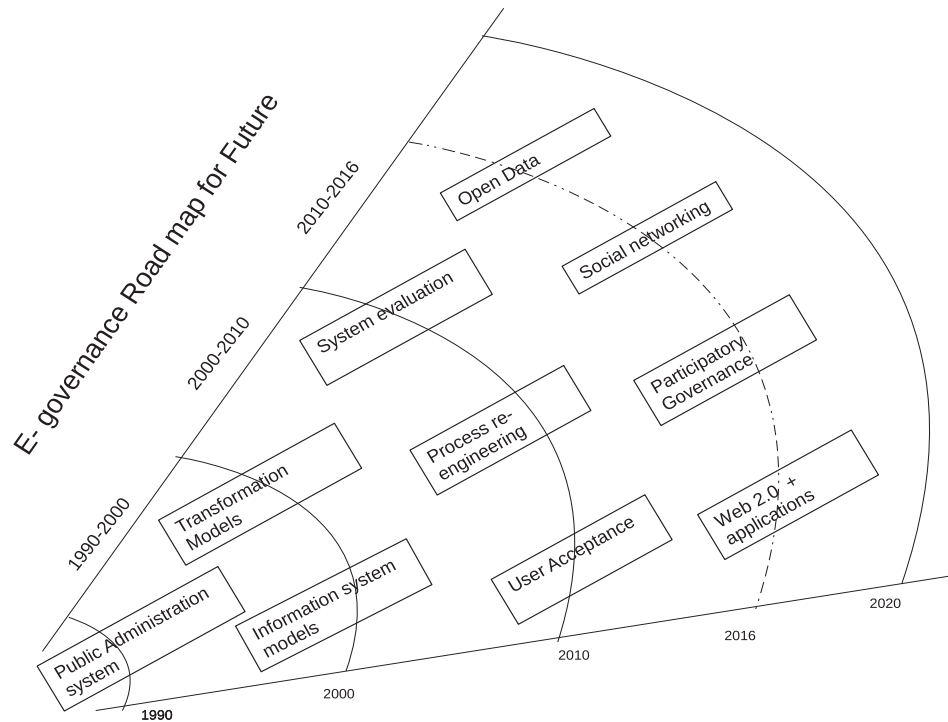 E- governance Road map for Future
2010-2016
2000-2010
1990-2000
Open Data
Social networking
System evaluation
Participatory
Governance
Process re-
engineering
Transformation
Models
Web 2.0 +
applications
User Acceptance
Information system
models
Public Administration
system
1990
2000
2010
2016
2020